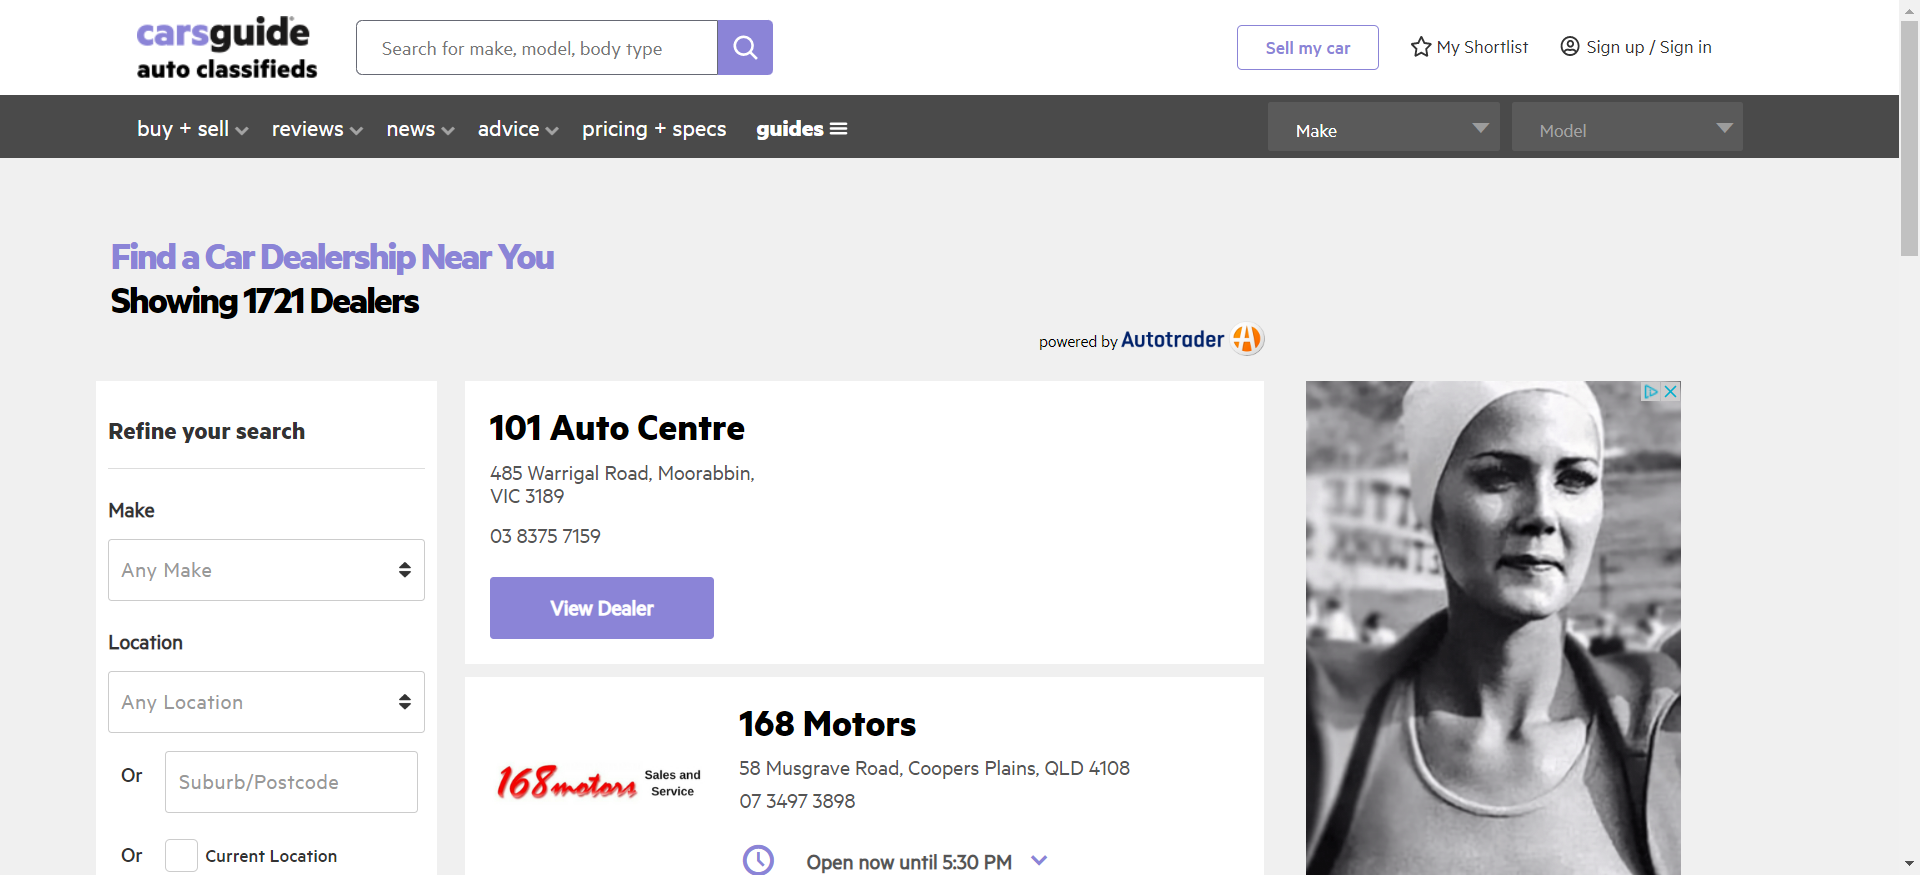 carsguide
auto classifieds
Search for make, model, body type
Sell my car
My Shortlist
Sign up / Sign in
buy + sell
reviews
news
advice
pricing + specs
guides
Make
Model
Find a Car Dealership Near You
Showing 1721 Dealers
powered by Autotrader
Refine your search
Make
Any Make
Location
Any Location
Or
Suburb/Postcode
Or
Current Location
101 Auto Centre
485 Warrigal Road, Moorabbin,
VIC 3189
03 8375 7159
View Dealer
168motors
Sales and
Service
168 Motors
58 Musgrave Road, Coopers Plains, QLD 4108
07 3497 3898
Open now until 5:30 PM